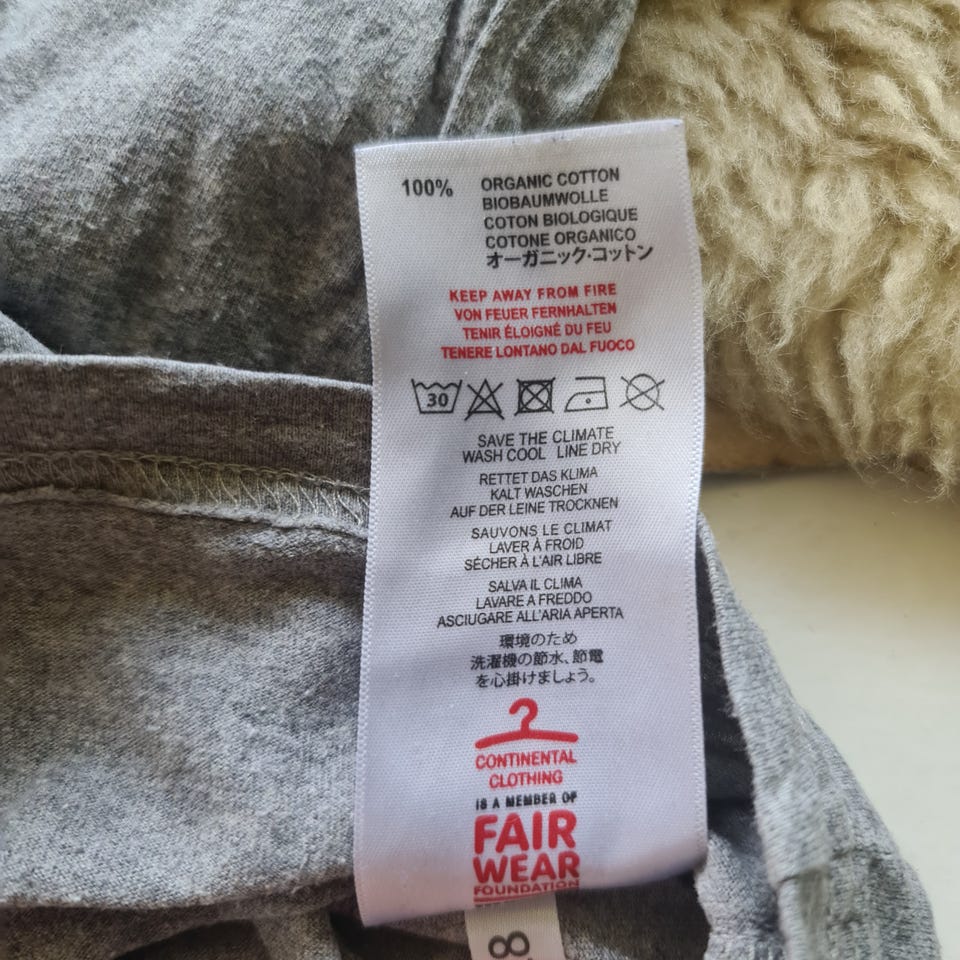 100% ORGANIC COTTON
BIOBAUMWOLLE
COTON BIOLOGIQUE
COTONE ORGANICO
オーガニック・コットン
KEEP AWAY FROM FIRE
VON FEUER FERNHALTEN
TENIR ÉLOIGNÉ DU FEU
TENERE LONTANO DAL FUOCO
30
SAVE THE CLIMATE
WASH COOL LINE DRY
RETTET DAS KLIMA
KALT WASCHEN
AUF DER LEINE TROCKNEN
SAUVONS LE CLIMAT
LAVER À FROID
SÉCHER À L'AIR LIBRE
SALVA IL CLIMA
LAVARE A FREDDO
ASCIUGARE ALL'ARIA APERTA
環境のため
洗濯機の節水、節電
を心掛けましょう。
CONTINENTAL
CLOTHING
IS A MEMBER OF
FAIR
WEAR
FOUNDATION
8